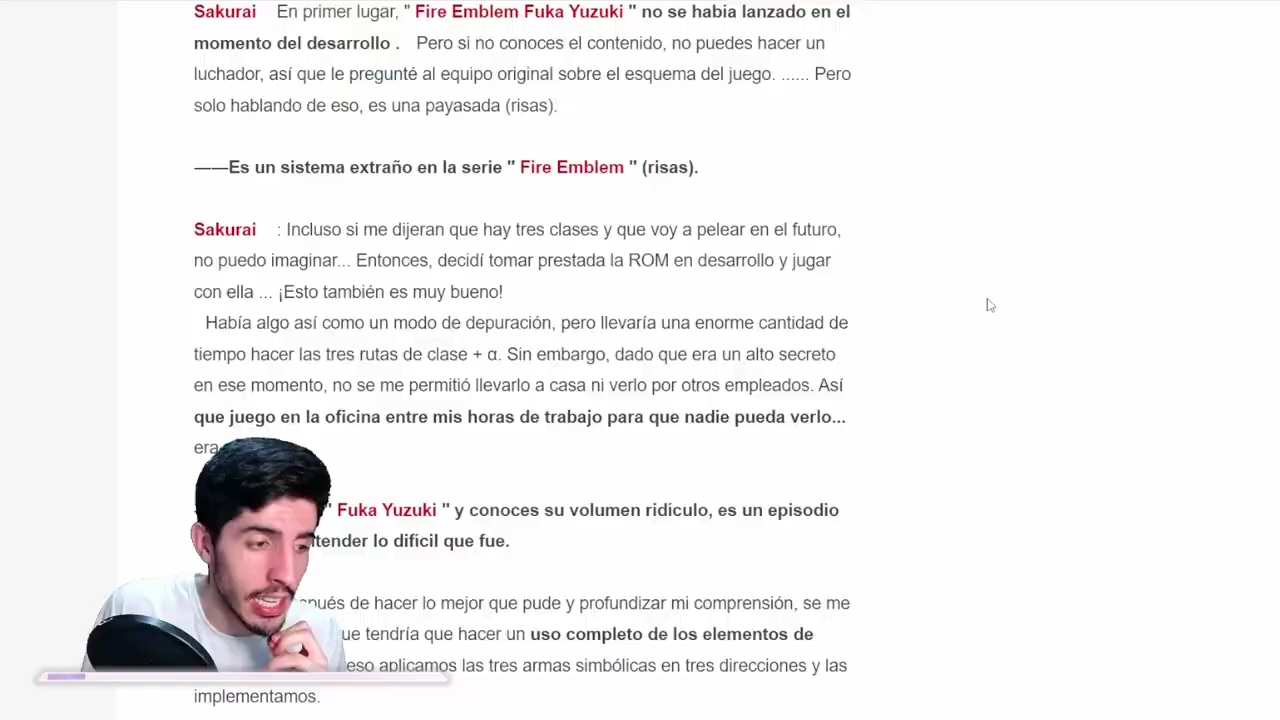 Sakurai En primer lugar, " Fire Emblem Fuka Yuzuki " no se había lanzado en el
momento del desarrollo . Pero si no conoces el contenido, no puedes hacer un
luchador, así que le pregunté al equipo original sobre el esquema del juego. ...... Pero
solo hablando de eso, es una payasada (risas).
——Es un sistema extraño en la serie " Fire Emblem " (risas).
Sakurai : Incluso si me dijeran que hay tres clases y que voy a pelear en el futuro,
no puedo imaginar... Entonces, decidí tomar prestada la ROM en desarrollo y jugar
con ella ... ¡Esto también es muy bueno!
Había algo así como un modo de depuración, pero llevaría una enorme cantidad de
tiempo hacer las tres rutas de clase + α. Sin embargo, dado que era un alto secreto
en ese momento, no se me permitió llevarlo a casa ni verlo por otros empleados. Así
que juego en la oficina entre mis horas de trabajo para que nadie pueda verlo...
era
" Fuka Yuzuki " y conoces su volumen ridículo, es un episodio
lo difícil que fue.
de hacer lo mejor que pude y profundizar mi comprensión, se me
tendría que hacer un uso completo de los elementos de
eso aplicamos las tres armas simbólicas en tres direcciones y las
implementamos.